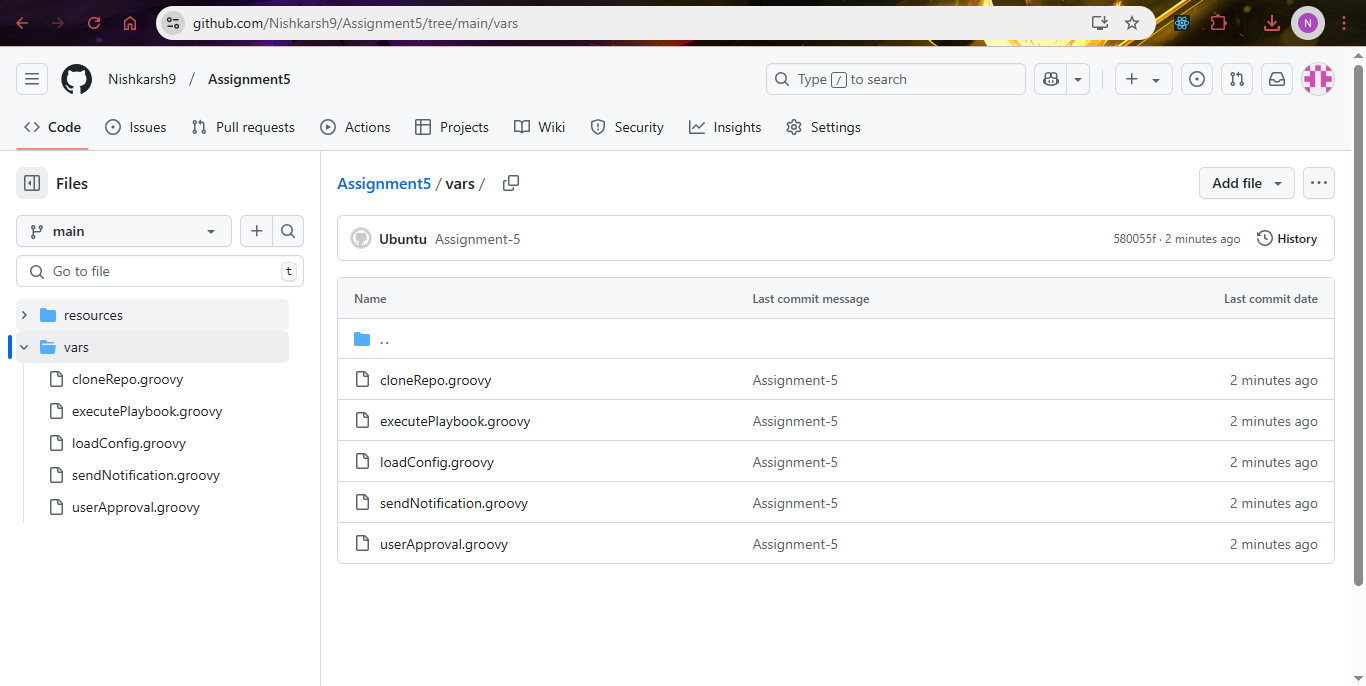 github.com/Nishkarsh9/Assignment5/tree/main/vars
N
Nishkarsh9 / Assignment5
Type / to search
Code Issues Pull requests Actions Projects Wiki Security Insights Settings
Files
main
Go to file t
resources
vars
cloneRepo.groovy
executePlaybook.groovy
loadConfig.groovy
sendNotification.groovy
userApproval.groovy
Assignment5 / vars /
Add file
Ubuntu Assignment-5 580055f · 2 minutes ago History
Name Last commit message Last commit date
..
cloneRepo.groovy Assignment-5 2 minutes ago
executePlaybook.groovy Assignment-5 2 minutes ago
loadConfig.groovy Assignment-5 2 minutes ago
sendNotification.groovy Assignment-5 2 minutes ago
userApproval.groovy Assignment-5 2 minutes ago